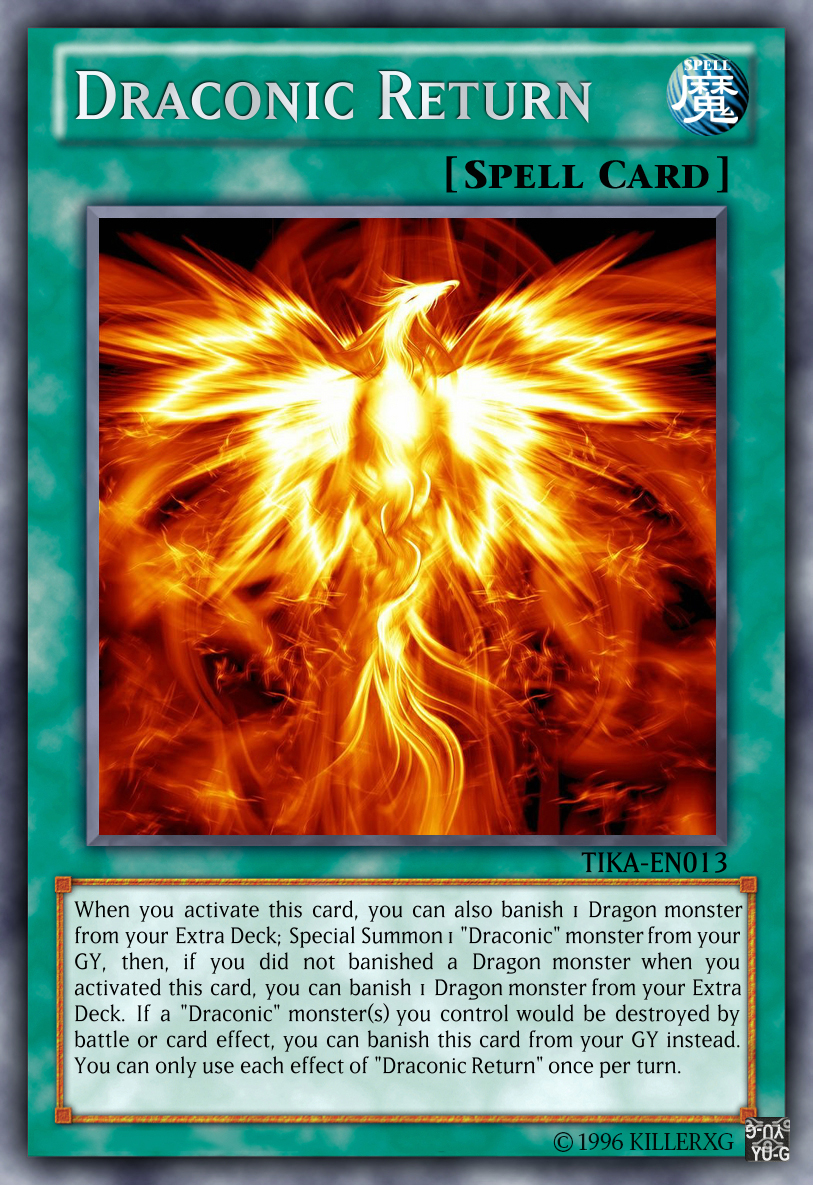 DRACONIC RETURN
SPELL
魔
[SPELL CARD]
TIKA-EN013
When you activate this card, you can also banish 1 Dragon monster
from your Extra Deck; Special Summon 1 "Draconic" monster from your
GY, then, if you did not banished a Dragon monster when you
activated this card, you can banish 1 Dragon monster from your Extra
Deck. If a "Draconic" monster(s) you control would be destroyed by
battle or card effect, you can banish this card from your GY instead.
You can only use each effect of "Draconic Return" once per turn.
© 1996 KILLERXG
YU-G
YU-G